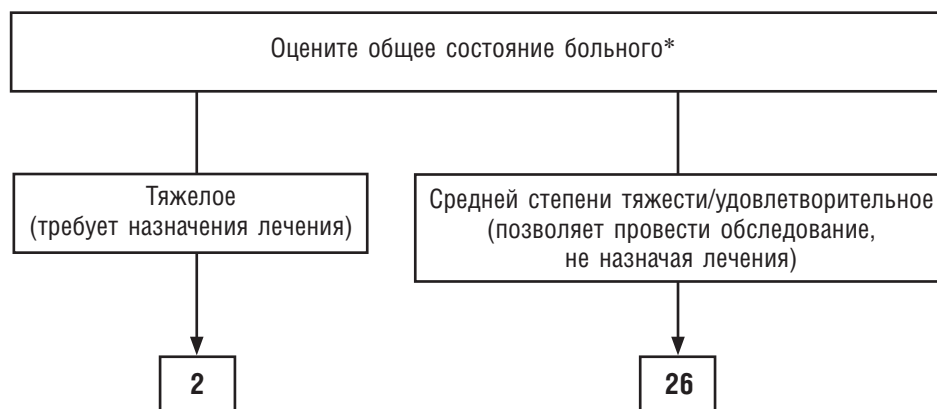 Оцените общее состояние больного*
Тяжелое
(требует назначения лечения)
Средней степени тяжести/удовлетворительное
(позволяет провести обследование,
не назначая лечения)
2
26